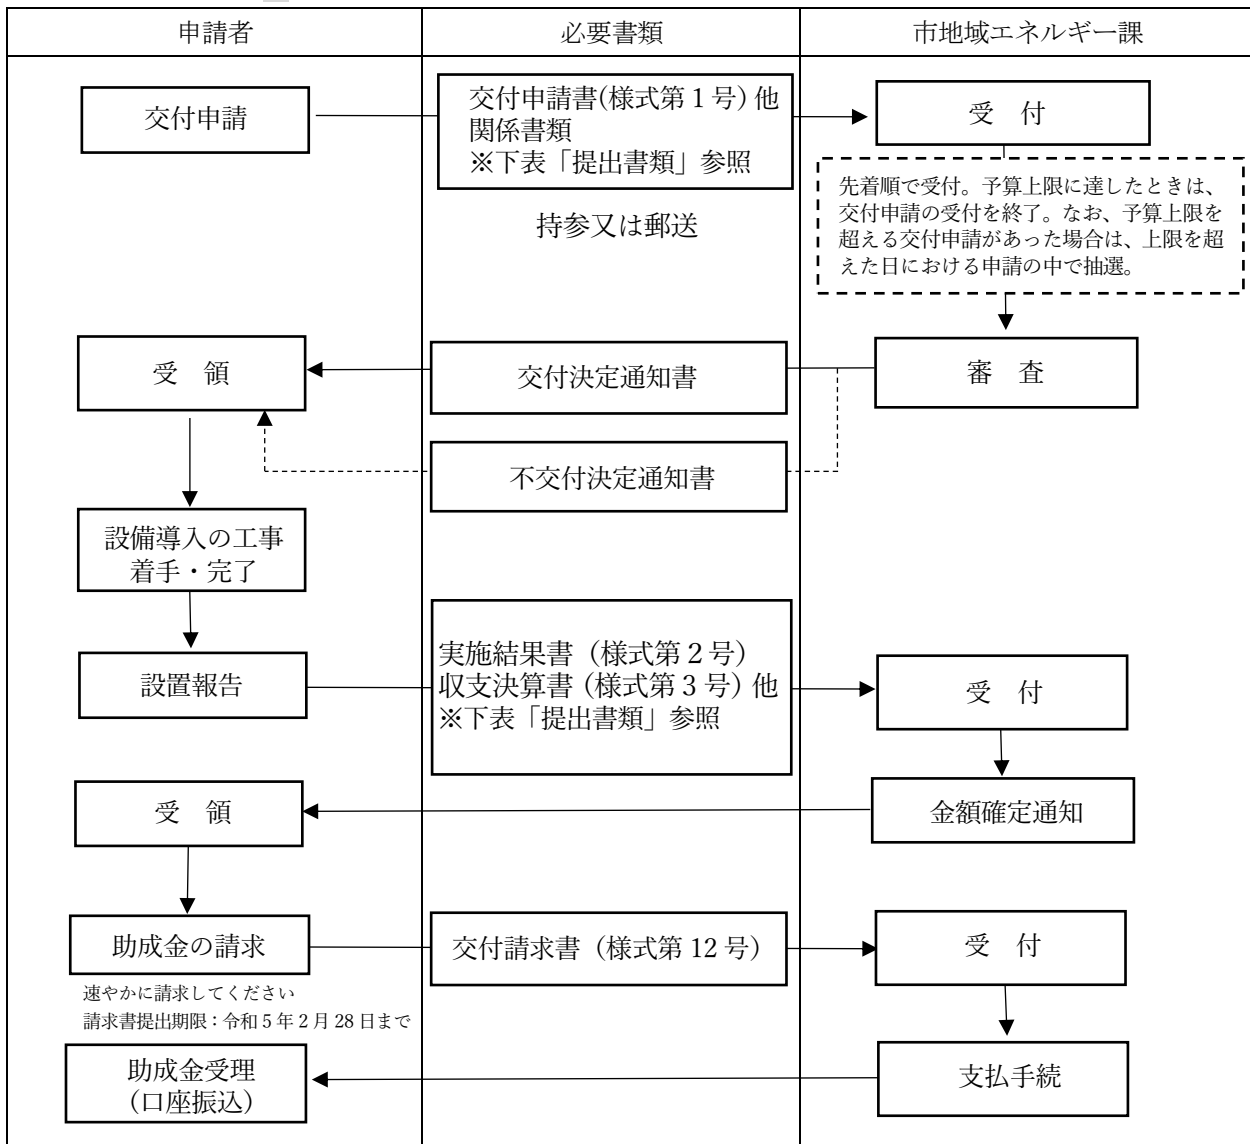 申請者
必要書類
市地域エネルギー課
交付申請
交付申請書(様式第1号)他
関係書類
※下表「提出書類」参照
受　付
持参又は郵送
先着順で受付。予算上限に達したときは、
交付申請の受付を終了。なお、予算上限を
超える交付申請があった場合は、上限を超
えた日における申請の中で抽選。
受　領
交付決定通知書
審　査
不交付決定通知書
設備導入の工事
着手・完了
設置報告
実施結果書（様式第２号）
収支決算書（様式第３号）他
※下表「提出書類」参照
受　付
受　領
金額確定通知
助成金の請求
交付請求書（様式第 12 号）
受　付
速やかに請求してください
請求書提出期限：令和５年２月 28 日まで
助成金受理
（口座振込）
支払手続